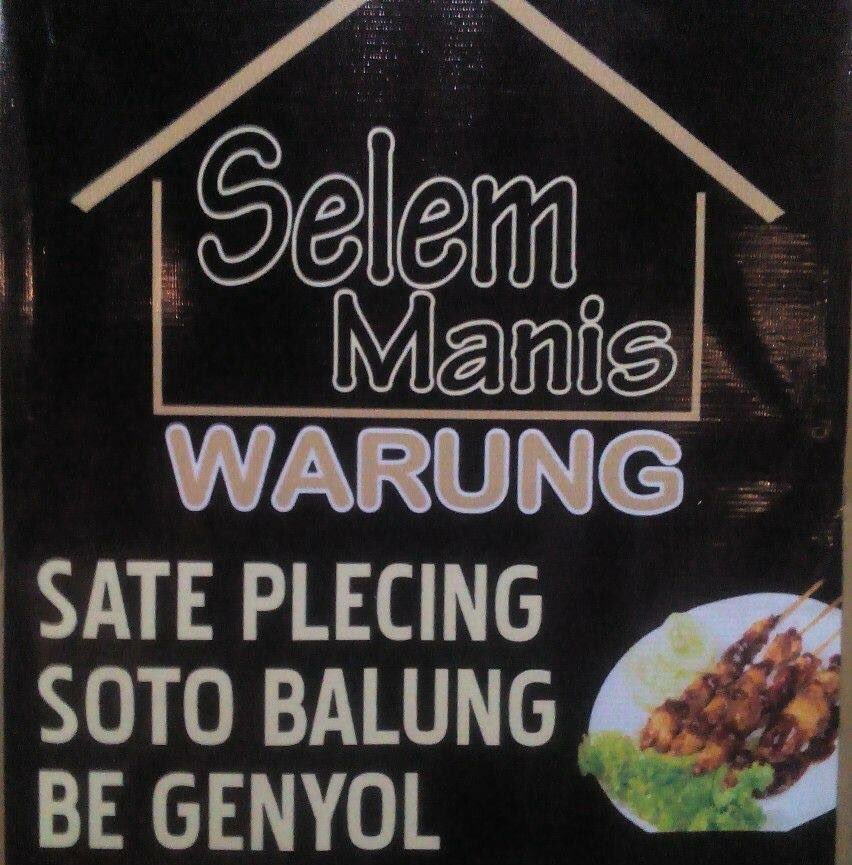 Selem
Manis
WARUNG
SATE PLECING
SOTO BALUNG
BE GENYOL